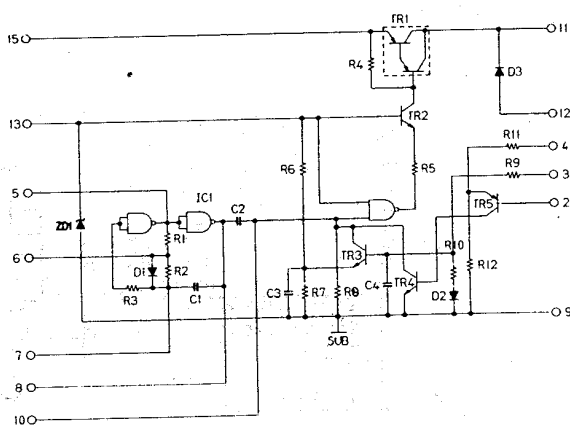 TR1
15
11
R4
D3
13
TR2
12
R11
4
R6
R5
R9
3
5
IC1
C2
TR5
2
ZD1
R1
R10
6
D1
R2
TR3
R12
R3
C1
C3
R7
R8
C4
TR4
D2
9
SUB
7
8
10